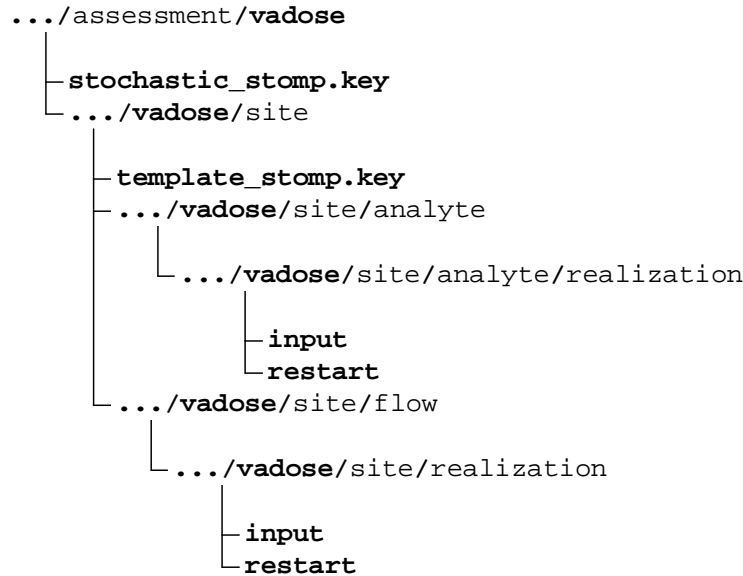 .../assessment/vadose
stochastic_stomp.key
.../vadose/site
template_stomp.key
.../vadose/site/analyte
.../vadose/site/analyte/realization
input
restart
.../vadose/site/flow
.../vadose/site/realization
input
restart